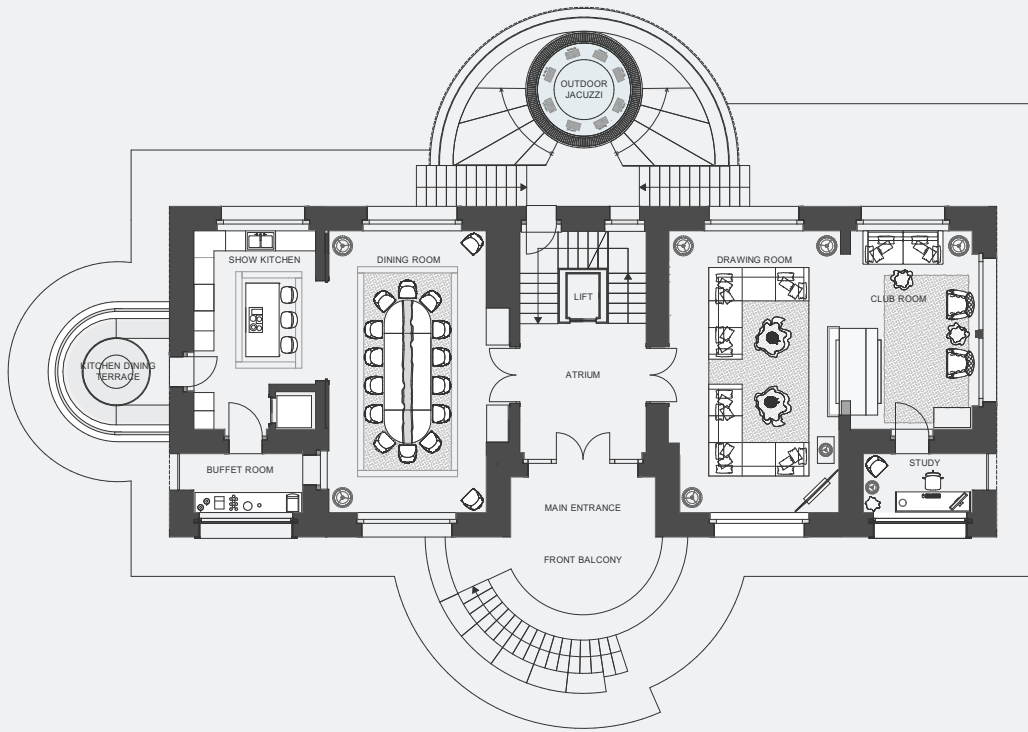 OUTDOOR
JACUZZI
SHOW KITCHEN
DINING ROOM
DRAWING ROOM
LIFT
CLUB ROOM
KITCHEN DINING
TERRACE
ATRIUM
BUFFET ROOM
STUDY
MAIN ENTRANCE
FRONT BALCONY